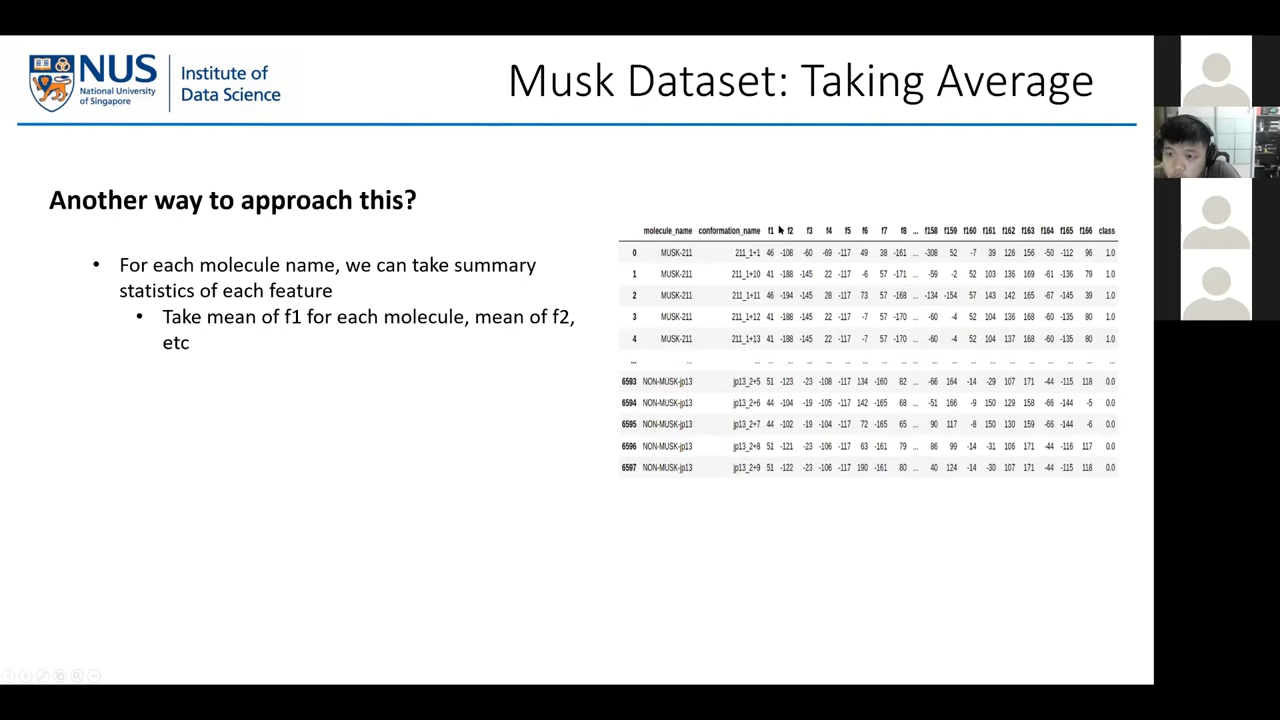 NUS
National University
of Singapore
Institute of
Data Science
Musk Dataset: Taking Average
Another way to approach this?
• For each molecule name, we can take summary
statistics of each feature
• Take mean of f1 for each molecule, mean of f2,
etc
molecule_name conformation_name f1 f2 f3 f4 f5 f6 f7 f8 ... f158 f159 f160 f161 f162 f163 f164 f165 f166 class
0 MUSK-211 211_1+1 46 -108 -60 -69 -117 49 38 -161 ... -308 52 -7 39 126 156 -50 -112 96 1.0
1 MUSK-211 211_1+10 41 -188 -145 22 -117 -6 57 -171 ... -59 -2 52 103 136 169 -61 -136 79 1.0
2 MUSK-211 211_1+11 46 -194 -145 28 -117 73 57 -168 ... -134 -154 57 143 142 165 -67 -145 39 1.0
3 MUSK-211 211_1+12 41 -188 -145 22 -117 -7 57 -170 ... -60 -4 52 104 136 168 -60 -135 80 1.0
4 MUSK-211 211_1+13 41 -188 -145 22 -117 -7 57 -170 ... -60 -4 52 104 137 168 -60 -135 80 1.0
... ... ... ... ... ... ... ... ... ... ... ... ... ... ... ... ... ... ... ... ... ...
6593 NON-MUSK-jp13 jp13_2+5 51 -123 -23 -108 -117 134 -160 82 ... -66 164 -14 -29 107 171 -44 -115 118 0.0
6594 NON-MUSK-jp13 jp13_2+6 44 -104 -19 -105 -117 142 -165 68 ... -51 166 -9 150 129 158 -66 -144 -5 0.0
6595 NON-MUSK-jp13 jp13_2+7 44 -102 -19 -104 -117 72 -165 65 ... 90 117 -8 150 130 159 -66 -144 -6 0.0
6596 NON-MUSK-jp13 jp13_2+8 51 -121 -23 -106 -117 63 -161 79 ... 86 99 -14 -31 106 171 -44 -116 117 0.0
6597 NON-MUSK-jp13 jp13_2+9 51 -122 -23 -106 -117 190 -161 80 ... 40 124 -14 -30 107 171 -44 -115 118 0.0